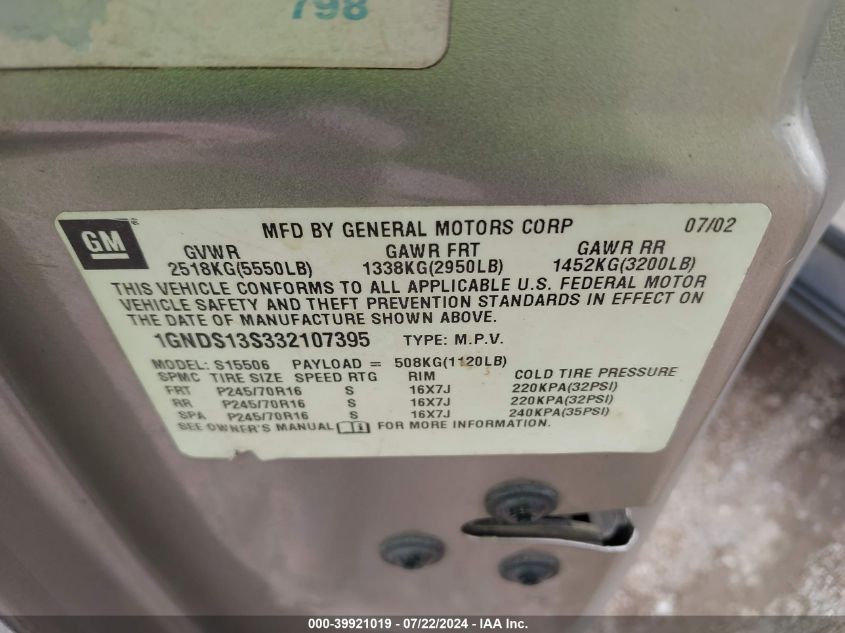 798
GM
®
MFD BY GENERAL MOTORS CORP 07/02
GVWR GAWR FRT GAWR RR
2518KG(5550LB) 1338KG(2950LB) 1452KG(3200LB)
THIS VEHICLE CONFORMS TO ALL APPLICABLE U.S. FEDERAL MOTOR
VEHICLE SAFETY AND THEFT PREVENTION STANDARDS IN EFFECT ON
THE DATE OF MANUFACTURE SHOWN ABOVE.
1GNDS13S332107395 TYPE: M.P.V.
MODEL: S15506 PAYLOAD = 508KG(1120LB)
SPMC TIRE SIZE SPEED RTG RIM COLD TIRE PRESSURE
FRT P245/70R16 S 16X7J 220KPA(32PSI)
RR P245/70R16 S 16X7J 220KPA(32PSI)
SPA P245/70R16 S 16X7J 240KPA(35PSI)
SEE OWNER'S MANUAL FOR MORE INFORMATION.
000-39921019 - 07/22/2024 - IAA Inc.